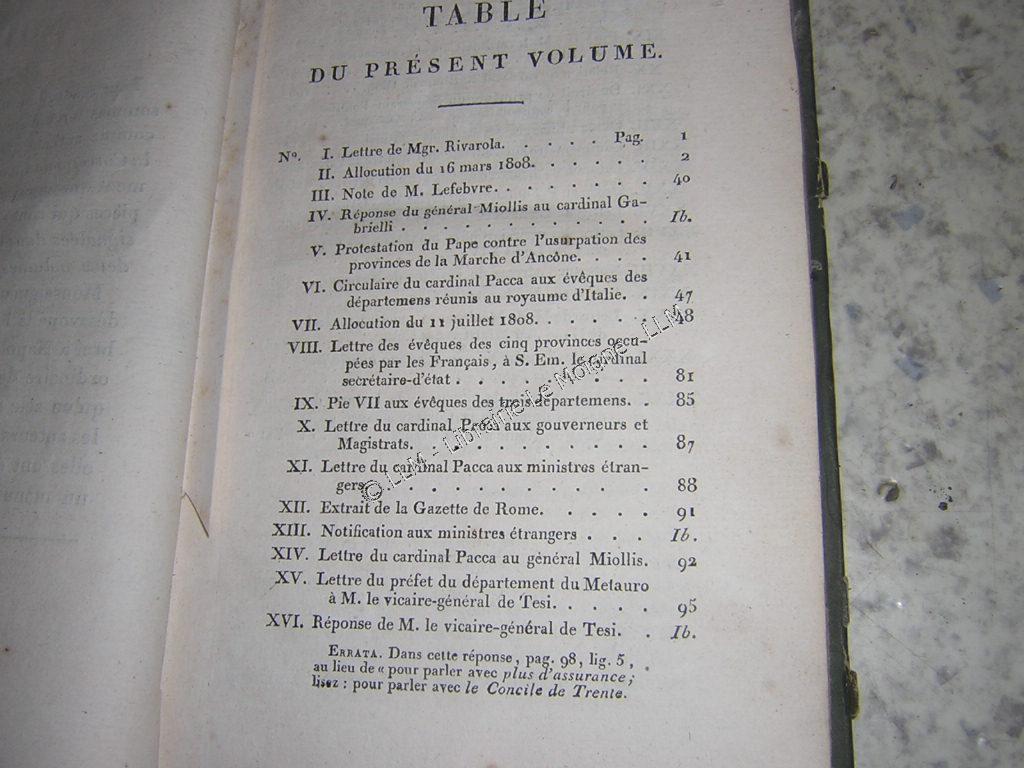 TABLE
DU PRÉSENT VOLUME.
Nº. I. Lettre de Mgr. Rivarola. . . . . . Pag. 1
II. Allocution du 16 mars 1808. . . . . . . 2
III. Note de M. Lefebvre. . . . . . . . . 40
IV. Réponse du général Miollis au cardinal Ga-
brielli . . . . . . . . . . . . Ib.
V. Protestation du Pape contre l'usurpation des
provinces de la Marche d'Ancône. . . . 41
VI. Circulaire du cardinal Pacca aux évêques des
départemens réunis au royaume d'Italie. . . 47
VII. Allocution du 11 juillet 1808. . . . . . . 48
VIII. Lettre des évêques des cinq provinces occu-
pées par les Français, à S. Em. le cardinal
secrétaire-d'état . . . . . . . . . 81
IX. Pie VII aux évêques des trois départemens. . 85
X. Lettre du cardinal Pacca aux gouverneurs et
Magistrats. . . . . . . . . . . 87
XI. Lettre du cardinal Pacca aux ministres étran-
gers. . . . . . . . . . . . . 88
XII. Extrait de la Gazette de Rome. . . . . . 91
XIII. Notification aux ministres étrangers . . . Ib.
XIV. Lettre du cardinal Pacca au général Miollis. 92
XV. Lettre du préfet du département du Metauro
à M. le vicaire-général de Tesi. . . . . . 95
XVI. Réponse de M. le vicaire-général de Tesi. . Ib.
ERRATA. Dans cette réponse, pag. 98, lig. 5,
au lieu de « pour parler avec plus d'assurance;
lisez : pour parler avec le Concile de Trente.
© LLM - Librairie Le Moine - LLM